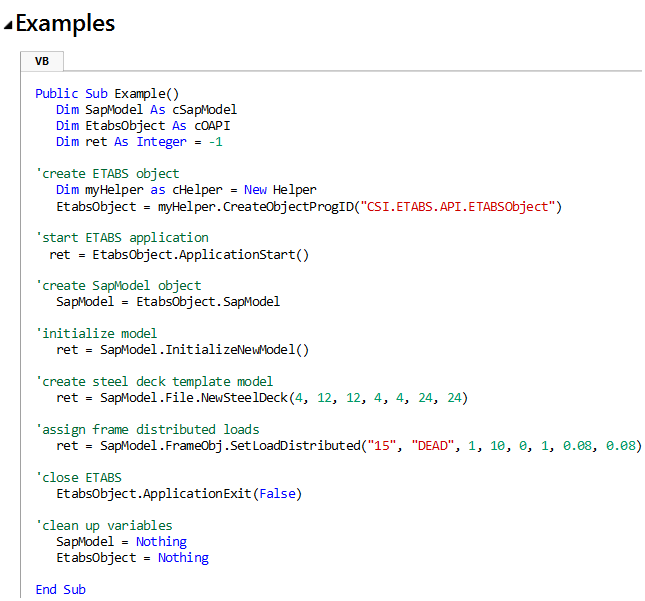 Examples
VB
Public Sub Example()
Dim SapModel As cSapModel
Dim EtabsObject As cOAPI
Dim ret As Integer = -1
'create ETABS object
Dim myHelper as cHelper = New Helper
EtabsObject = myHelper.CreateObjectProgID("CSI.ETABS.API.ETABSObject")
'start ETABS application
ret = EtabsObject.ApplicationStart()
'create SapModel object
SapModel = EtabsObject.SapModel
'initialize model
ret = SapModel.InitializeNewModel()
'create steel deck template model
ret = SapModel.File.NewSteelDeck(4, 12, 12, 4, 4, 24, 24)
'assign frame distributed loads
ret = SapModel.FrameObj.SetLoadDistributed("15", "DEAD", 1, 10, 0, 1, 0.08, 0.08)
'close ETABS
EtabsObject.ApplicationExit(False)
'clean up variables
SapModel = Nothing
EtabsObject = Nothing
End Sub